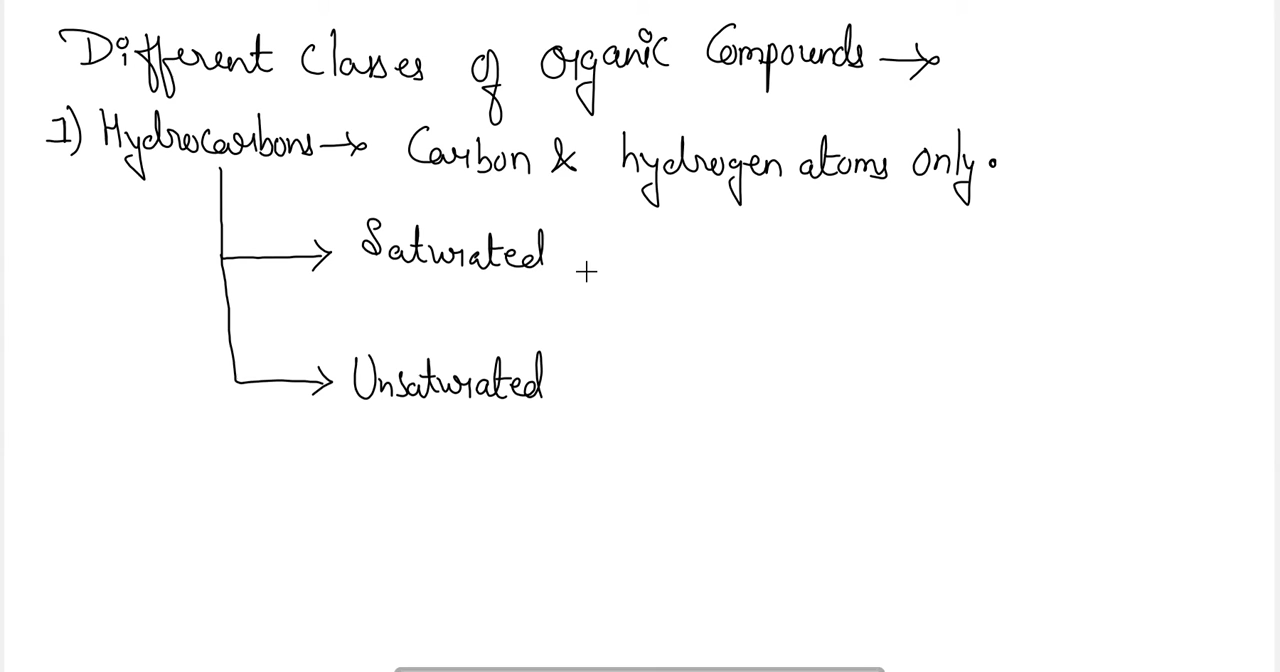 Different Classes of Organic Compounds →
1) Hydrocarbons → Carbon & hydrogen atoms only.
→ Saturated
→ Unsaturated